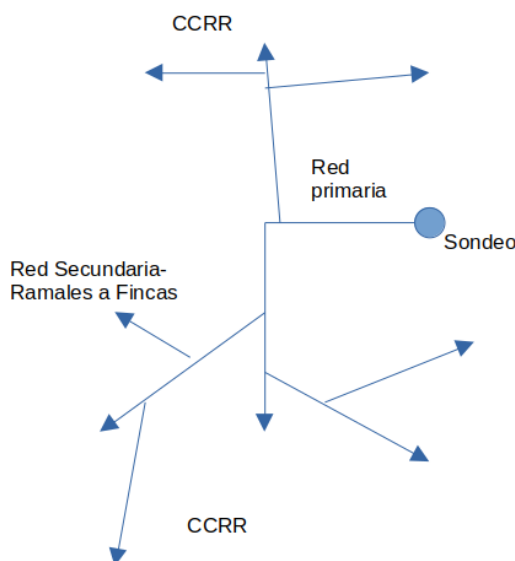 CCRR
Red
primaria
Sondeo
Red Secundaria-
Ramales a Fincas
CCRR